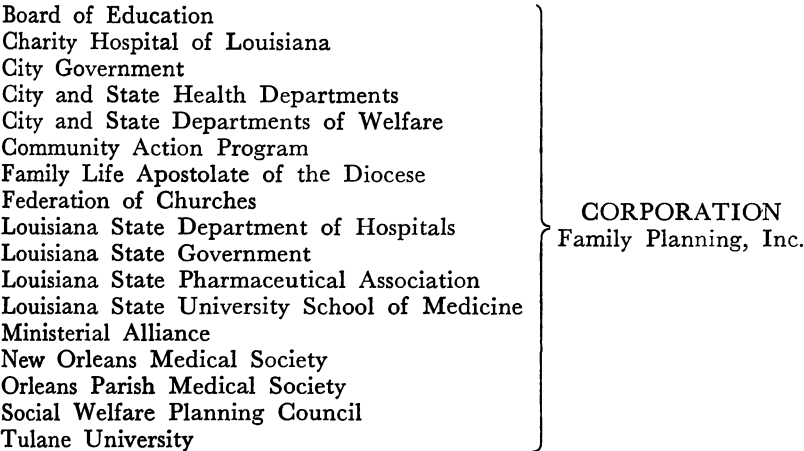 Board of Education
Charity Hospital of Louisiana
City Government
City and State Health Departments
City and State Departments of Welfare
Community Action Program
Family Life Apostolate of the Diocese
Federation of Churches
Louisiana State Department of Hospitals
Louisiana State Government
Louisiana State Pharmaceutical Association
Louisiana State University School of Medicine
Ministerial Alliance
New Orleans Medical Society
Orleans Parish Medical Society
Social Welfare Planning Council
Tulane University
CORPORATION
Family Planning, Inc.